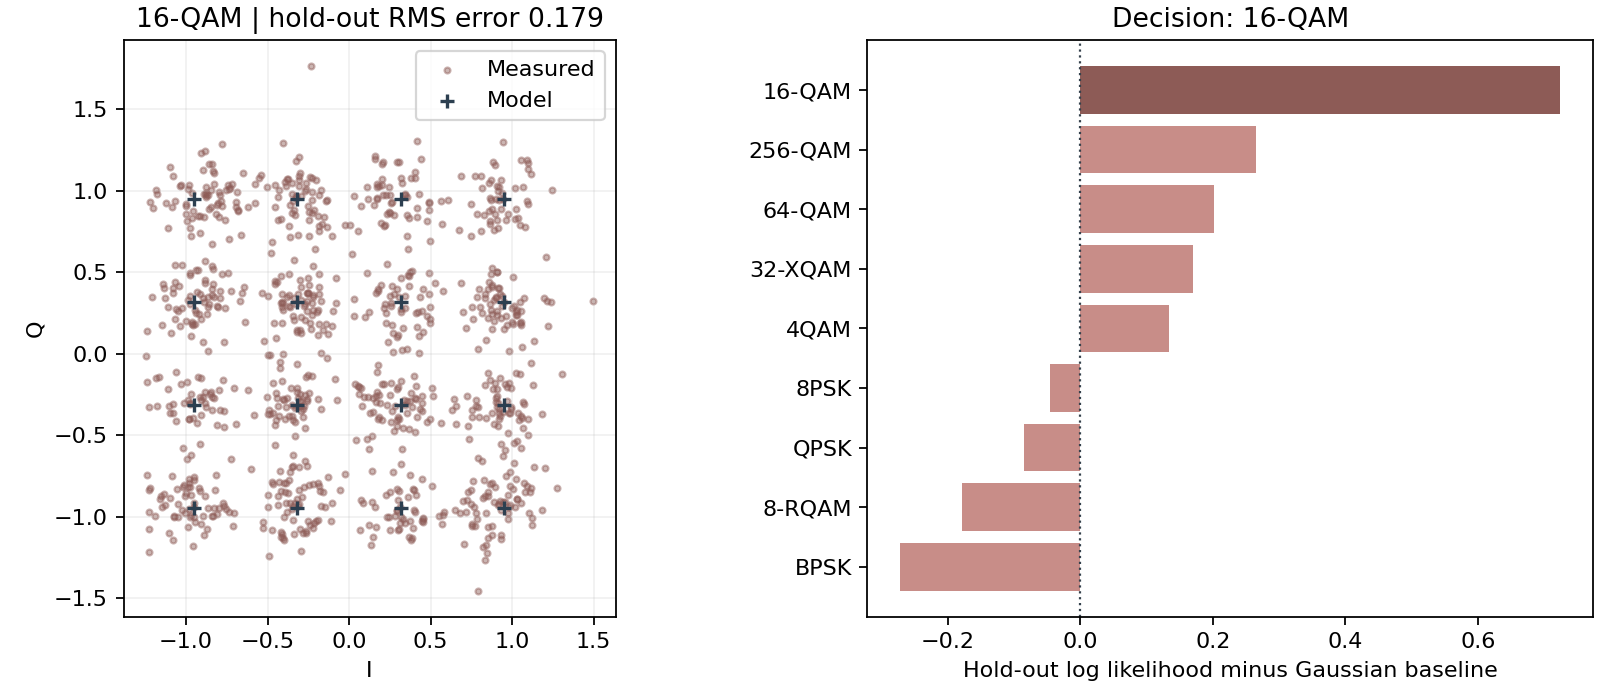 16-QAM | hold-out RMS error 0.179
Measured
Model
1.5
1.0
0.5
0.0
−0.5
−1.0
−1.5
Q
−1.0
−0.5
0.0
0.5
1.0
1.5
I
Decision: 16-QAM
16-QAM
256-QAM
64-QAM
32-XQAM
4QAM
8PSK
QPSK
8-RQAM
BPSK
−0.2
0.0
0.2
0.4
0.6
Hold-out log likelihood minus Gaussian baseline